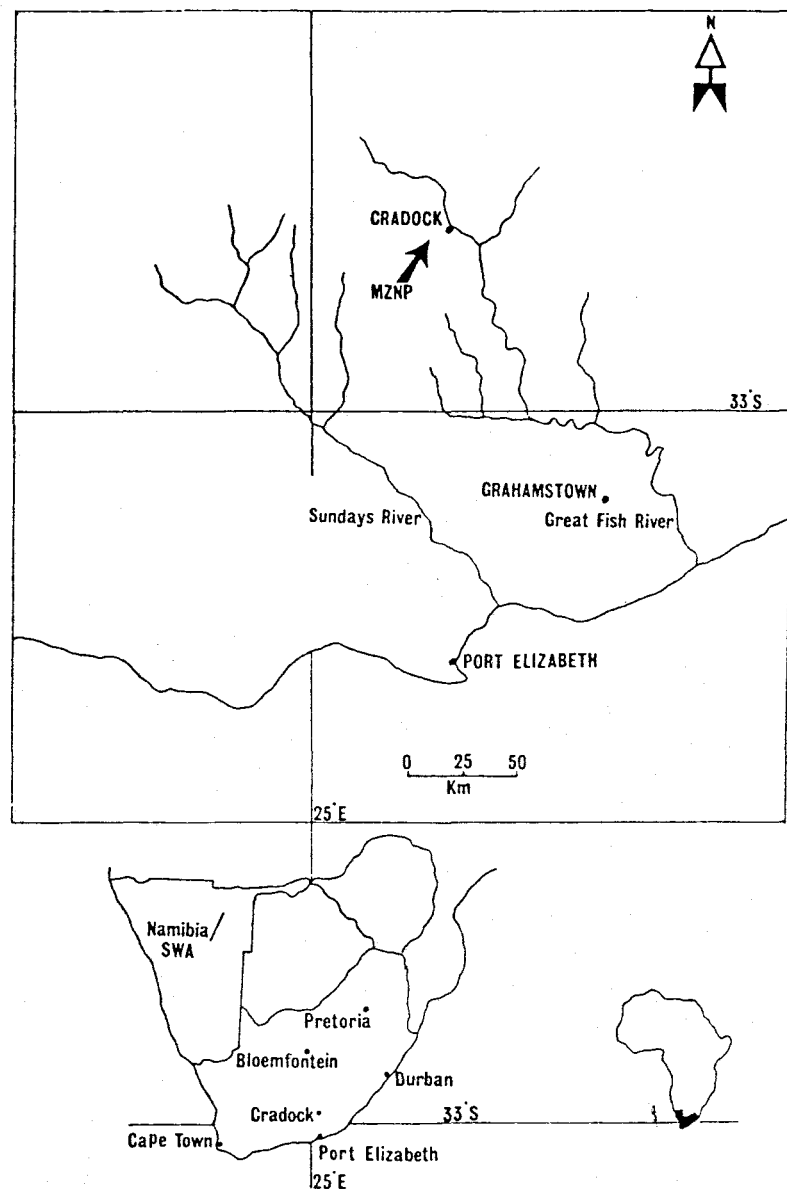 N
CRADOCK
MZNP
33°S
GRAHAMSTOWN
Sundays River
Great Fish River
PORT ELIZABETH
0 25 50
Km
25°E
Namibia
SWA
Pretoria
Bloemfontein
Durban
Cradock
33°S
Cape Town
Port Elizabeth
25°E